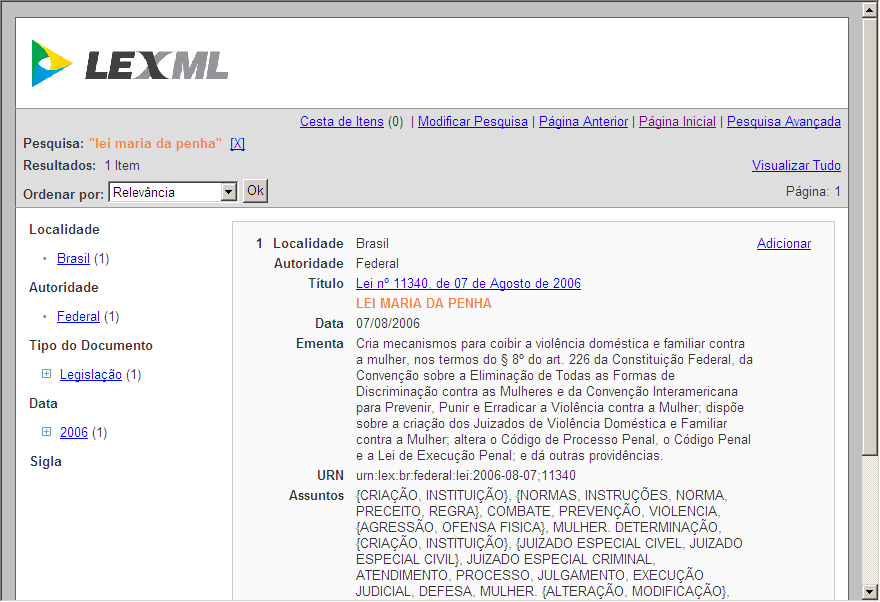 LEXML
Cesta de Itens (0) | Modificar Pesquisa | Página Anterior | Página Inicial | Pesquisa Avançada
Pesquisa: "lei maria da penha" [X]
Resultados: 1 Item
Visualizar Tudo
Ordenar por: Relevância Ok
Página: 1
Localidade
Brasil (1)
Autoridade
Federal (1)
Tipo do Documento
Legislação (1)
Data
2006 (1)
Sigla
1 Localidade Brasil Adicionar
Autoridade Federal
Título Lei nº 11340, de 07 de Agosto de 2006
LEI MARIA DA PENHA
Data 07/08/2006
Ementa Cria mecanismos para coibir a violência doméstica e familiar contra
a mulher, nos termos do § 8º do art. 226 da Constituição Federal, da
Convenção sobre a Eliminação de Todas as Formas de
Discriminação contra as Mulheres e da Convenção Interamericana
para Prevenir, Punir e Erradicar a Violência contra a Mulher; dispõe
sobre a criação dos Juizados de Violência Doméstica e Familiar
contra a Mulher; altera o Código de Processo Penal, o Código Penal
e a Lei de Execução Penal; e dá outras providências.
URN urn:lex:br:federal:lei:2006-08-07;11340
Assuntos {CRIAÇÃO, INSTITUIÇÃO}, {NORMAS, INSTRUÇÕES, NORMA,
PRECEITO, REGRA}, COMBATE, PREVENÇÃO, VIOLENCIA,
{AGRESSÃO, OFENSA FISICA}, MULHER. DETERMINAÇÃO,
{CRIAÇÃO, INSTITUIÇÃO}, {JUIZADO ESPECIAL CIVEL, JUIZADO
ESPECIAL CIVIL}, JUIZADO ESPECIAL CRIMINAL,
ATENDIMENTO, PROCESSO, JULGAMENTO, EXECUÇÃO
JUDICIAL, DEFESA, MULHER. {ALTERAÇÃO, MODIFICAÇÃO},